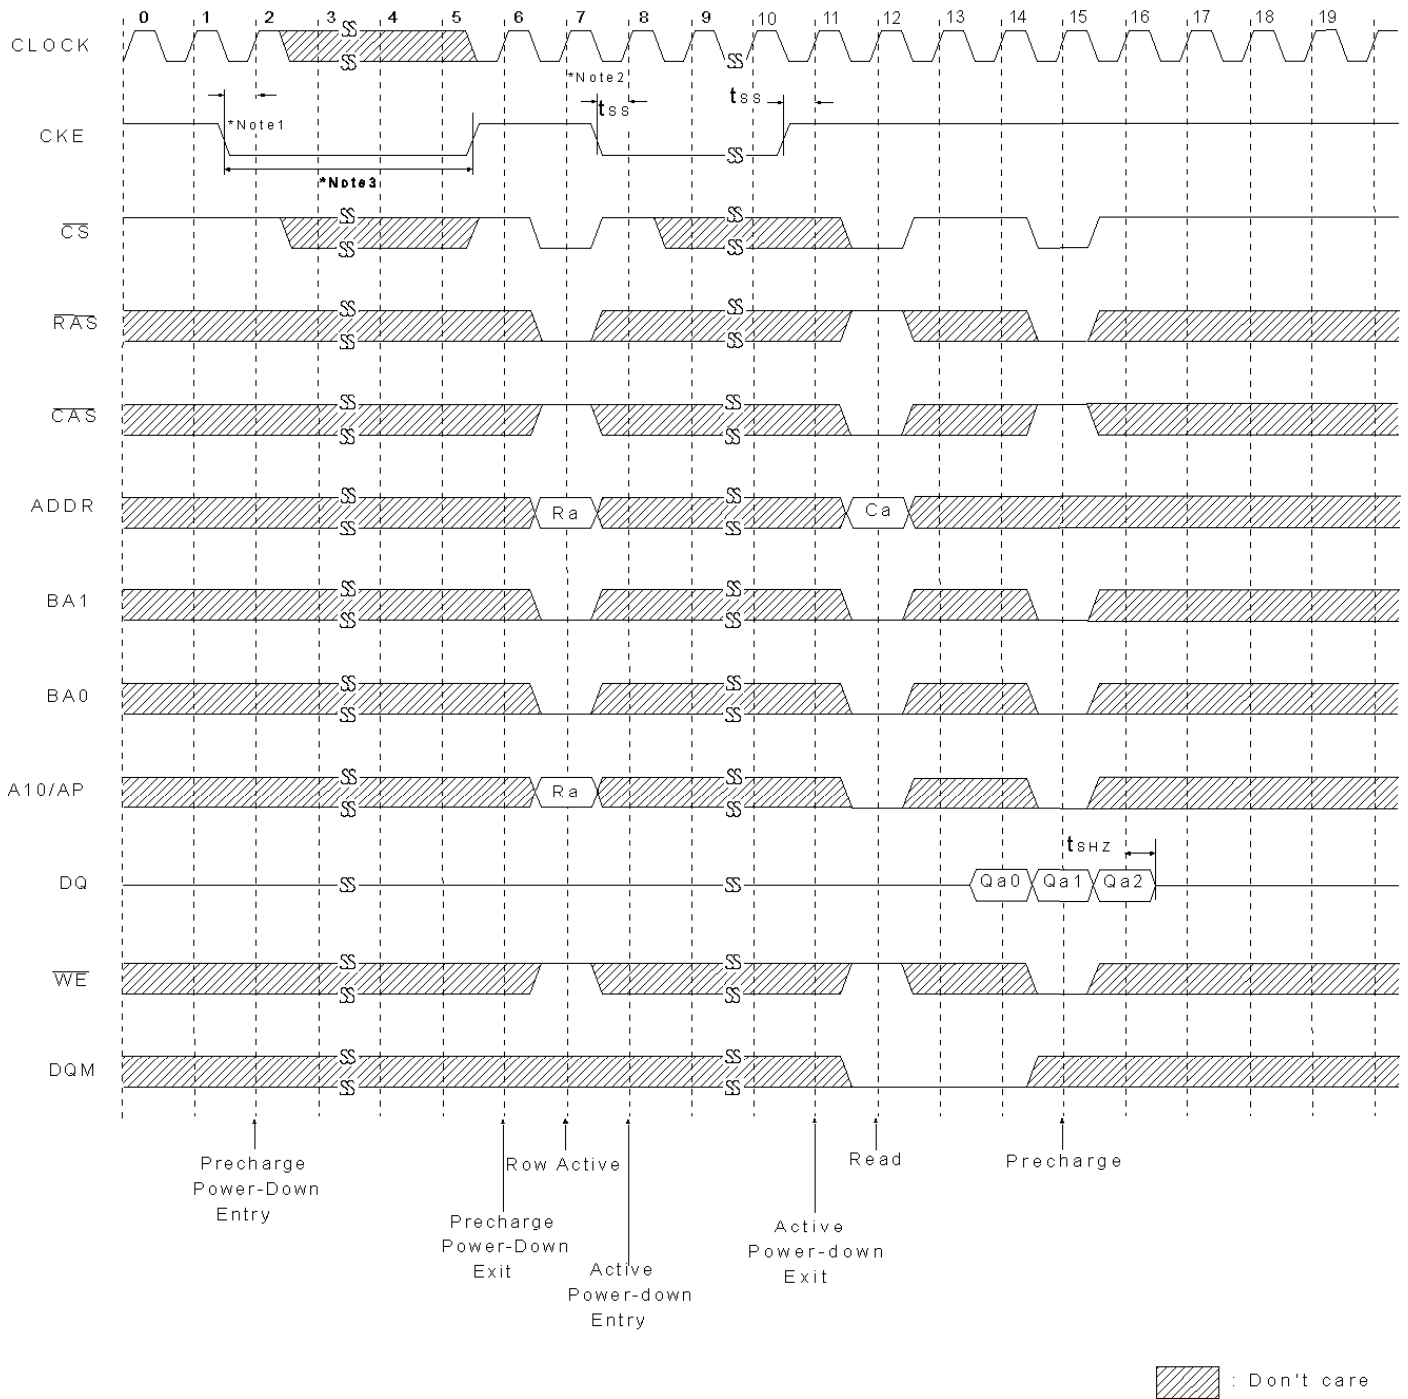 0 1 2 3 4 5 6 7 8 9 10 11 12 13 14 15 16 17 18 19
CLOCK
*Note2
tSS
tSS
CKE
*Note1
*Note3
CS
RAS
CAS
ADDR
Ra
Ca
BA1
BA0
A10/AP
Ra
tSHZ
DQ
Qa0 Qa1 Qa2
WE
DQM
Precharge
Power-Down
Entry
Row Active
Read
Precharge
Precharge
Power-Down
Exit
Active
Power-down
Exit
Active
Power-down
Entry
: Don't care